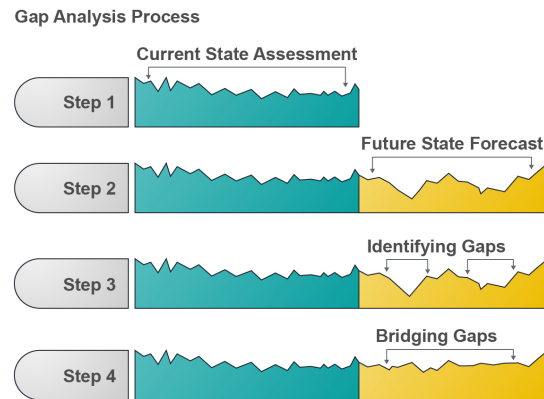 Gap Analysis Process
Current State Assessment
Step 1
Future State Forecast
Step 2
Identifying Gaps
Step 3
Bridging Gaps
Step 4